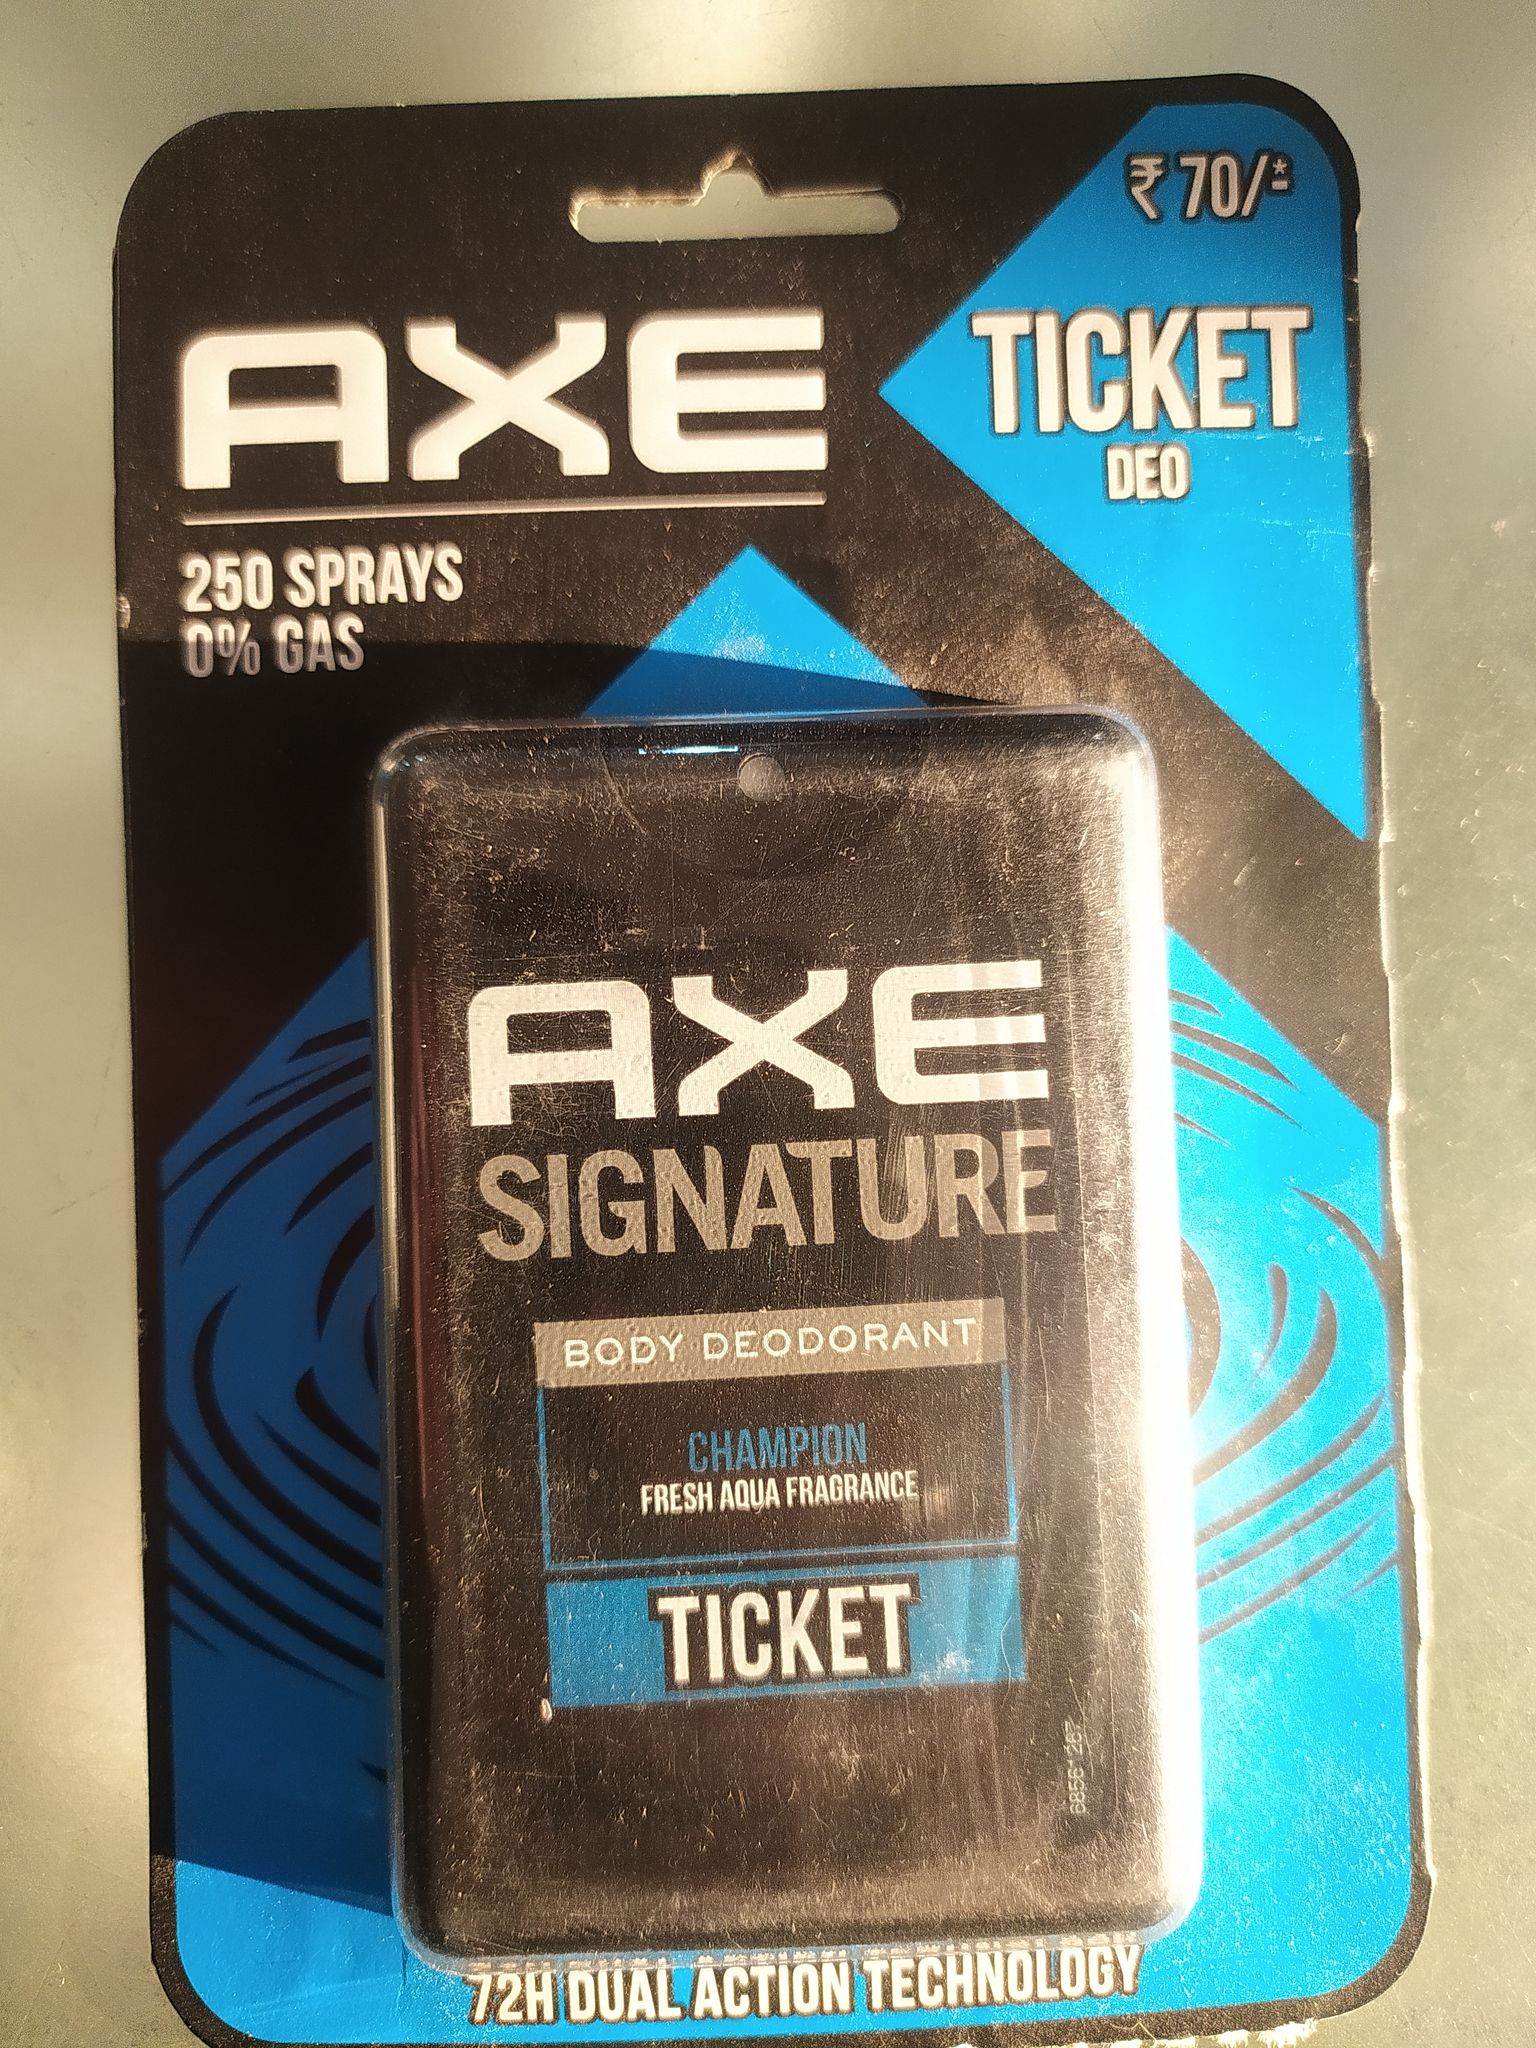 ₹ 70/-*
AXE
TICKET
DEO
250 SPRAYS
0% GAS
AXE
SIGNATURE
BODY DEODORANT
CHAMPION
FRESH AQUA FRAGRANCE
TICKET
72H DUAL ACTION TECHNOLOGY